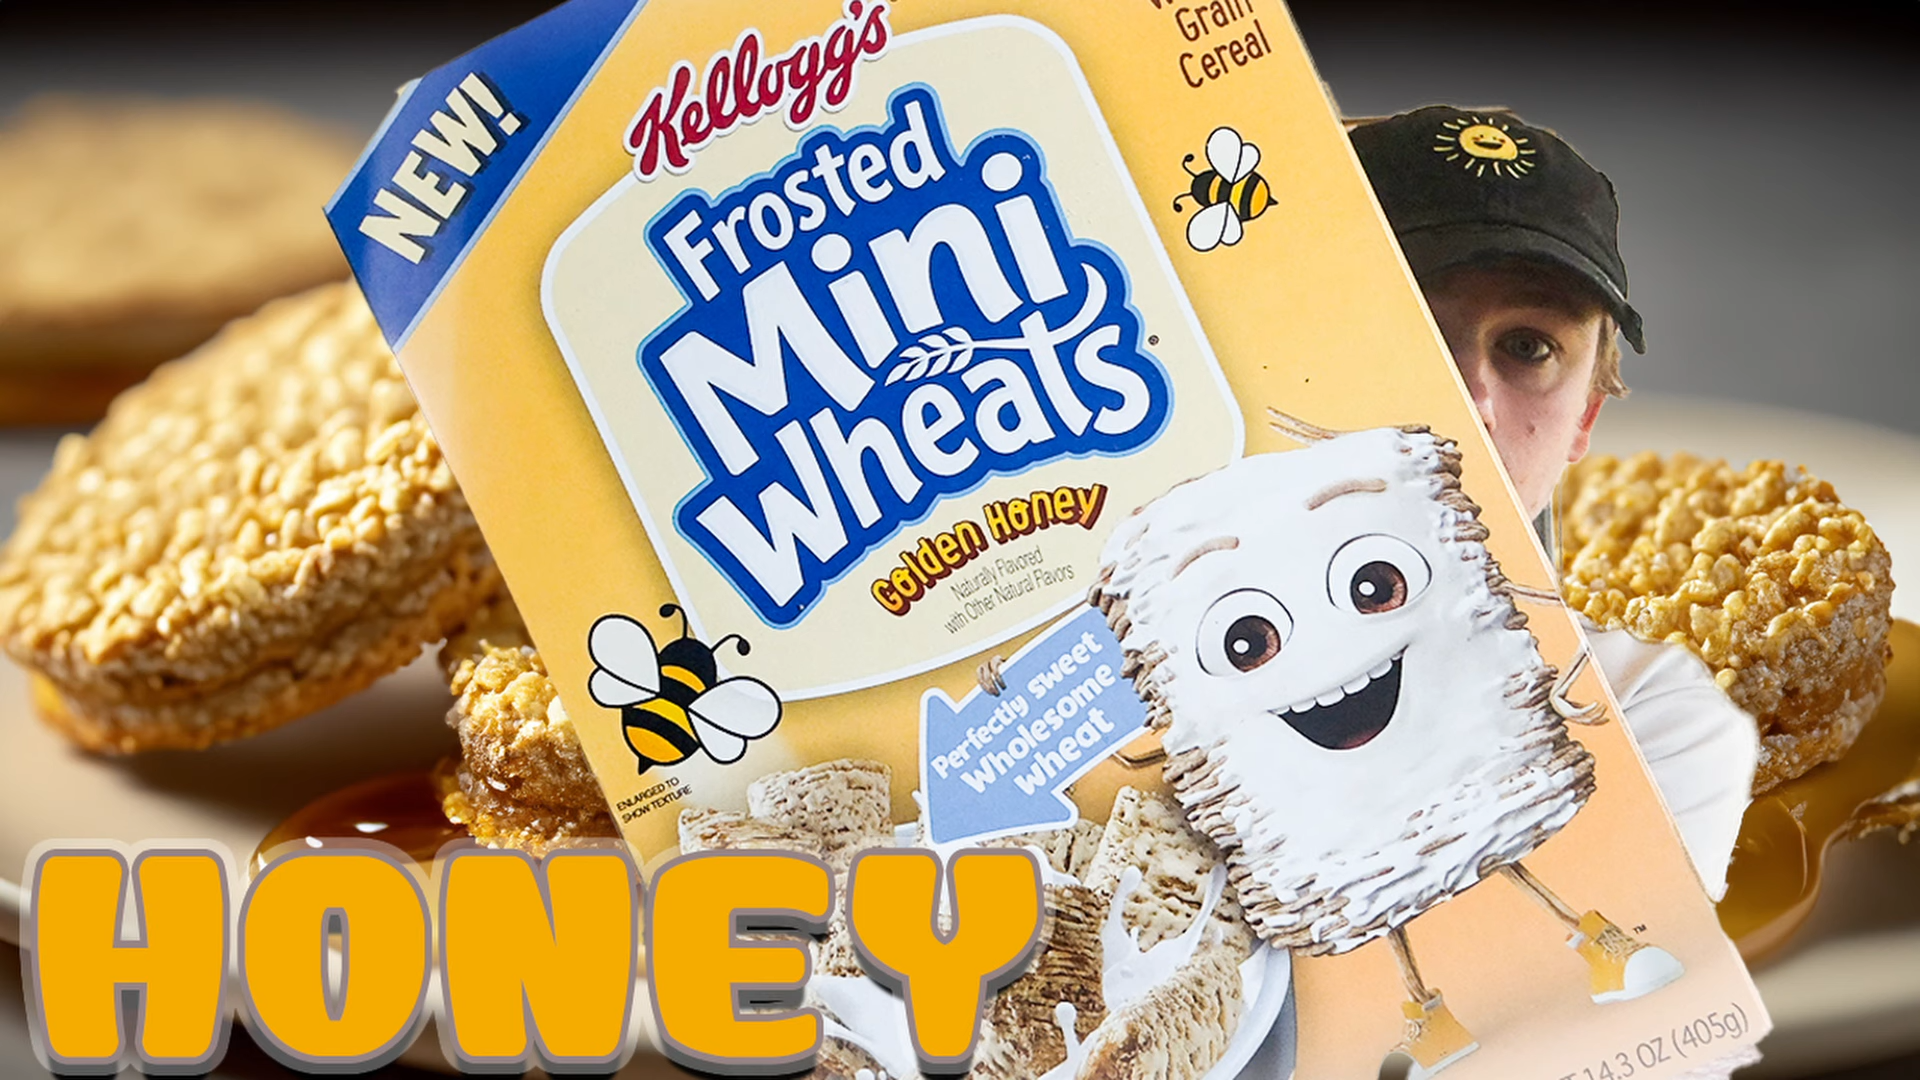 NEW!
Kellogg's
Grain
Cereal
Frosted
Mini
Wheats
Golden Honey
Naturally Flavored
with Other Natural Flavors
Perfectly sweet
Wholesome
wheat
ENLARGED TO
SHOW TEXTURE
HONEY
14.3 OZ (405g)
TM